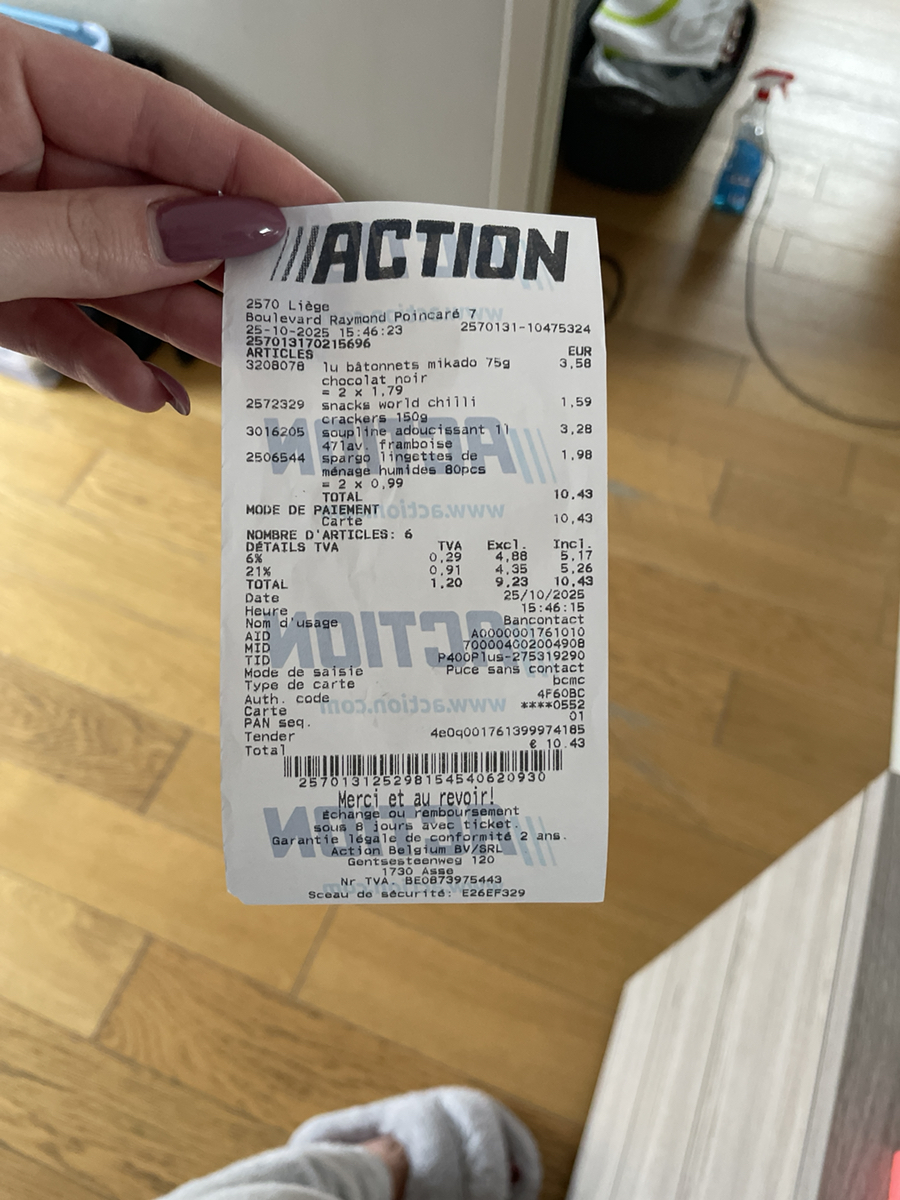 ACTION
2570 Liège
Boulevard Raymond Poincaré 7
25-10-2025 15:46:23 2570131-10475324
257013170215696
ARTICLES EUR
3208078 lu bâtonnets mikado 75g 3,58
chocolat noir
= 2 x 1,79
2572329 snacks world chilli 1,59
crackers 150g
3016205 soupline adoucissant 1l 3,28
47lav. framboise
2506544 spargo lingettes de 1,98
ménage humides 80pcs
= 2 x 0,99
TOTAL 10,43
MODE DE PAIEMENT
Carte 10,43
NOMBRE D'ARTICLES: 6
DÉTAILS TVA TVA Excl. Incl.
6% 0,29 4,88 5,17
21% 0,91 4,35 5,26
TOTAL 1,20 9,23 10,43
Date 25/10/2025
Heure 15:46:15
Nom d'usage Bancontact
AID A0000001761010
MID 700004002004908
TID P400Plus-275319290
Mode de saisie Puce sans contact
Type de carte bcmc
Auth. code 4F60BC
Carte ****0552
PAN seq. 01
Tender 4e0q001761399974185
Total € 10.43
257013125298154540620930
Merci et au revoir!
Échange ou remboursement
sous 8 jours avec ticket.
Garantie légale de conformité 2 ans.
Action Belgium BV/SRL
Gentsesteenweg 120
1730 Asse
Nr TVA. BE0873975443
Sceau de sécurité: E26EF329